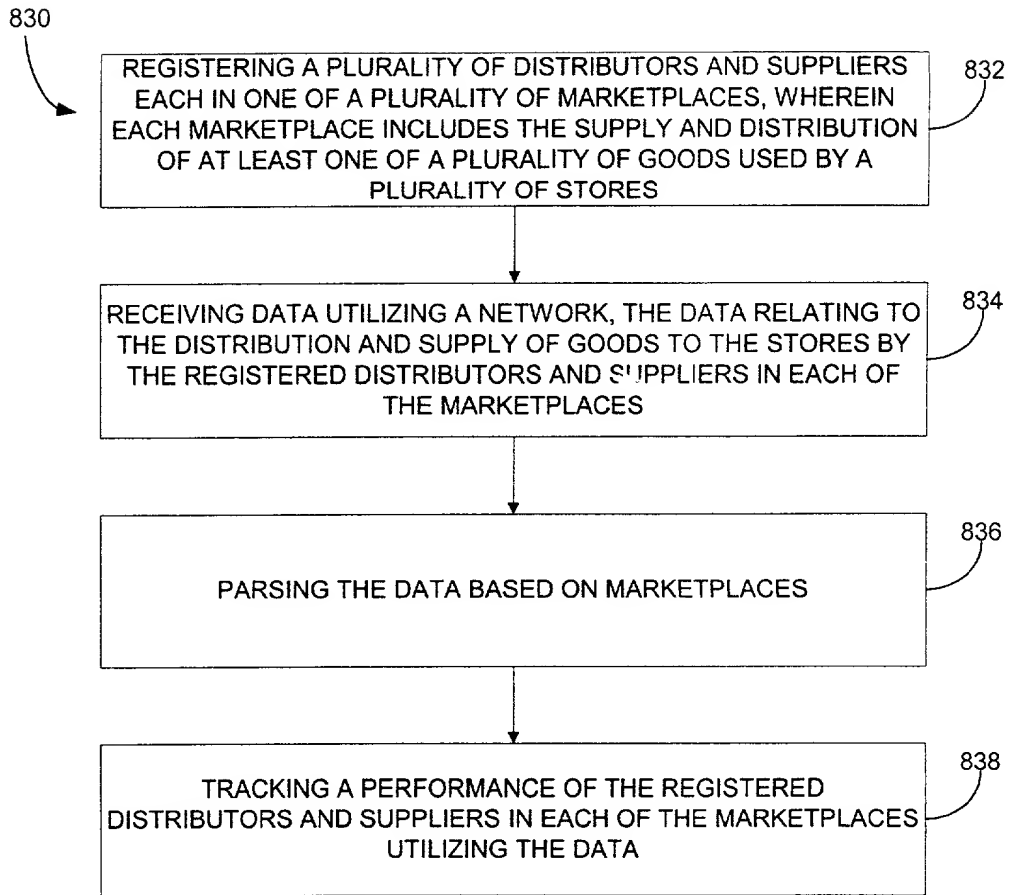 830
REGISTERING A PLURALITY OF DISTRIBUTORS AND SUPPLIERS
EACH IN ONE OF A PLURALITY OF MARKETPLACES, WHEREIN
EACH MARKETPLACE INCLUDES THE SUPPLY AND DISTRIBUTION
OF AT LEAST ONE OF A PLURALITY OF GOODS USED BY A
PLURALITY OF STORES
832
RECEIVING DATA UTILIZING A NETWORK, THE DATA RELATING TO
THE DISTRIBUTION AND SUPPLY OF GOODS TO THE STORES BY
THE REGISTERED DISTRIBUTORS AND SUPPLIERS IN EACH OF
THE MARKETPLACES
834
PARSING THE DATA BASED ON MARKETPLACES
836
TRACKING A PERFORMANCE OF THE REGISTERED
DISTRIBUTORS AND SUPPLIERS IN EACH OF THE MARKETPLACES
UTILIZING THE DATA
838